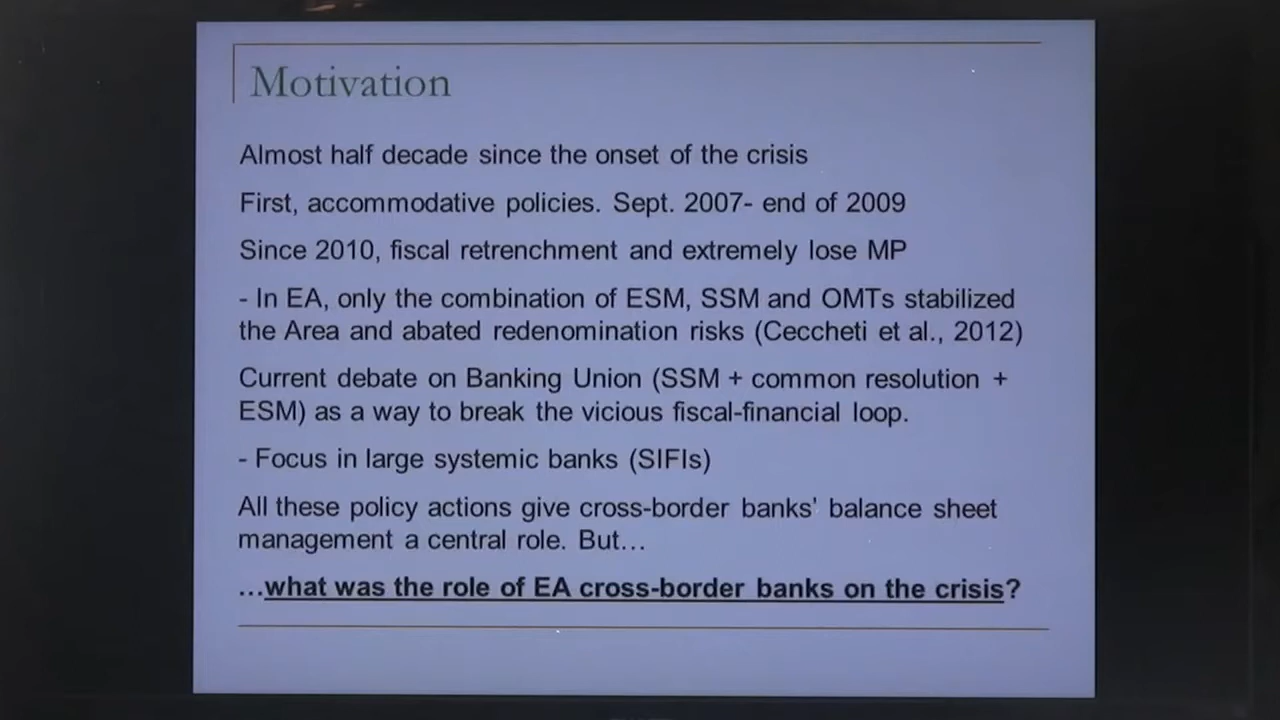 Motivation
Almost half decade since the onset of the crisis
First, accommodative policies. Sept. 2007- end of 2009
Since 2010, fiscal retrenchment and extremely lose MP
- In EA, only the combination of ESM, SSM and OMTs stabilized
the Area and abated redenomination risks (Ceccheti et al., 2012)
Current debate on Banking Union (SSM + common resolution +
ESM) as a way to break the vicious fiscal-financial loop.
- Focus in large systemic banks (SIFIs)
All these policy actions give cross-border banks' balance sheet
management a central role. But…
…what was the role of EA cross-border banks on the crisis?